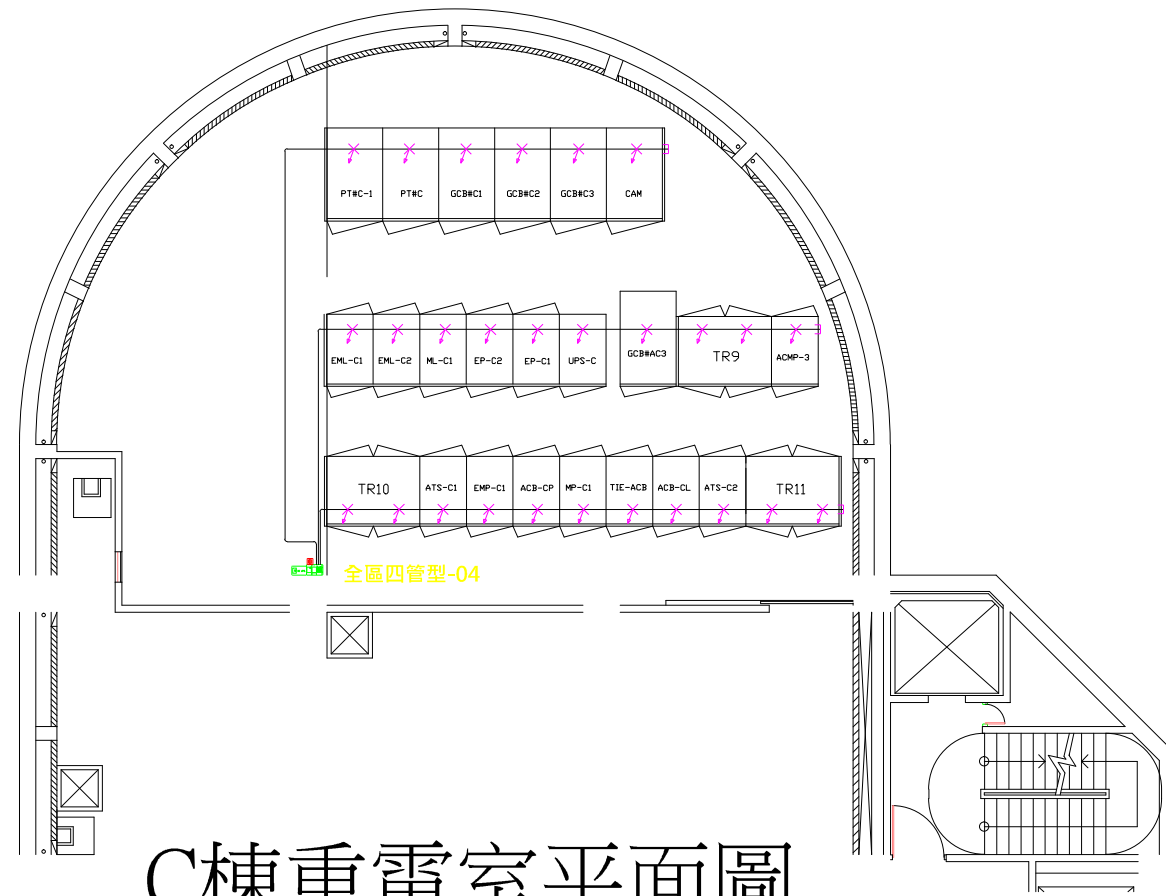 PT#C-1 PT#C GCB#C1 GCB#C2 GCB#C3 CAM
EML-C1 EML-C2 ML-C1 EP-C2 EP-C1 UPS-C GCB#AC3 TR9 ACMP-3
TR10 ATS-C1 EMP-C1 ACB-CP MP-C1 TIE-ACB ACB-CL ATS-C2 TR11
全區四管型-04
C棟重電室平面圖